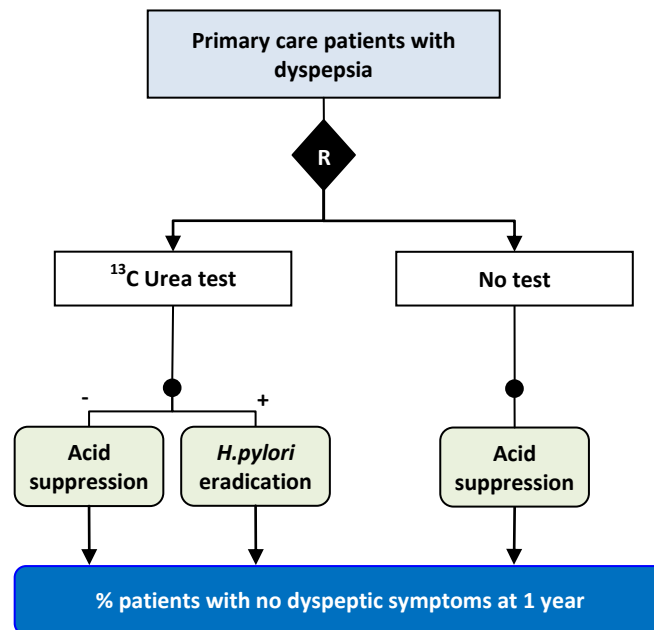 Primary care patients with
dyspepsia
R
¹³C Urea test
No test
-
+
Acid
suppression
H.pylori
eradication
Acid
suppression
% patients with no dyspeptic symptoms at 1 year